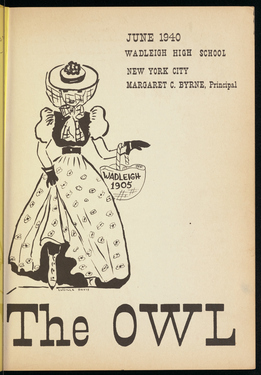 JUNE 1940
WADLEIGH HIGH SCHOOL
NEW YORK CITY
MARGARET C. BYRNE, Principal
WADLEIGH
1905
The OWL